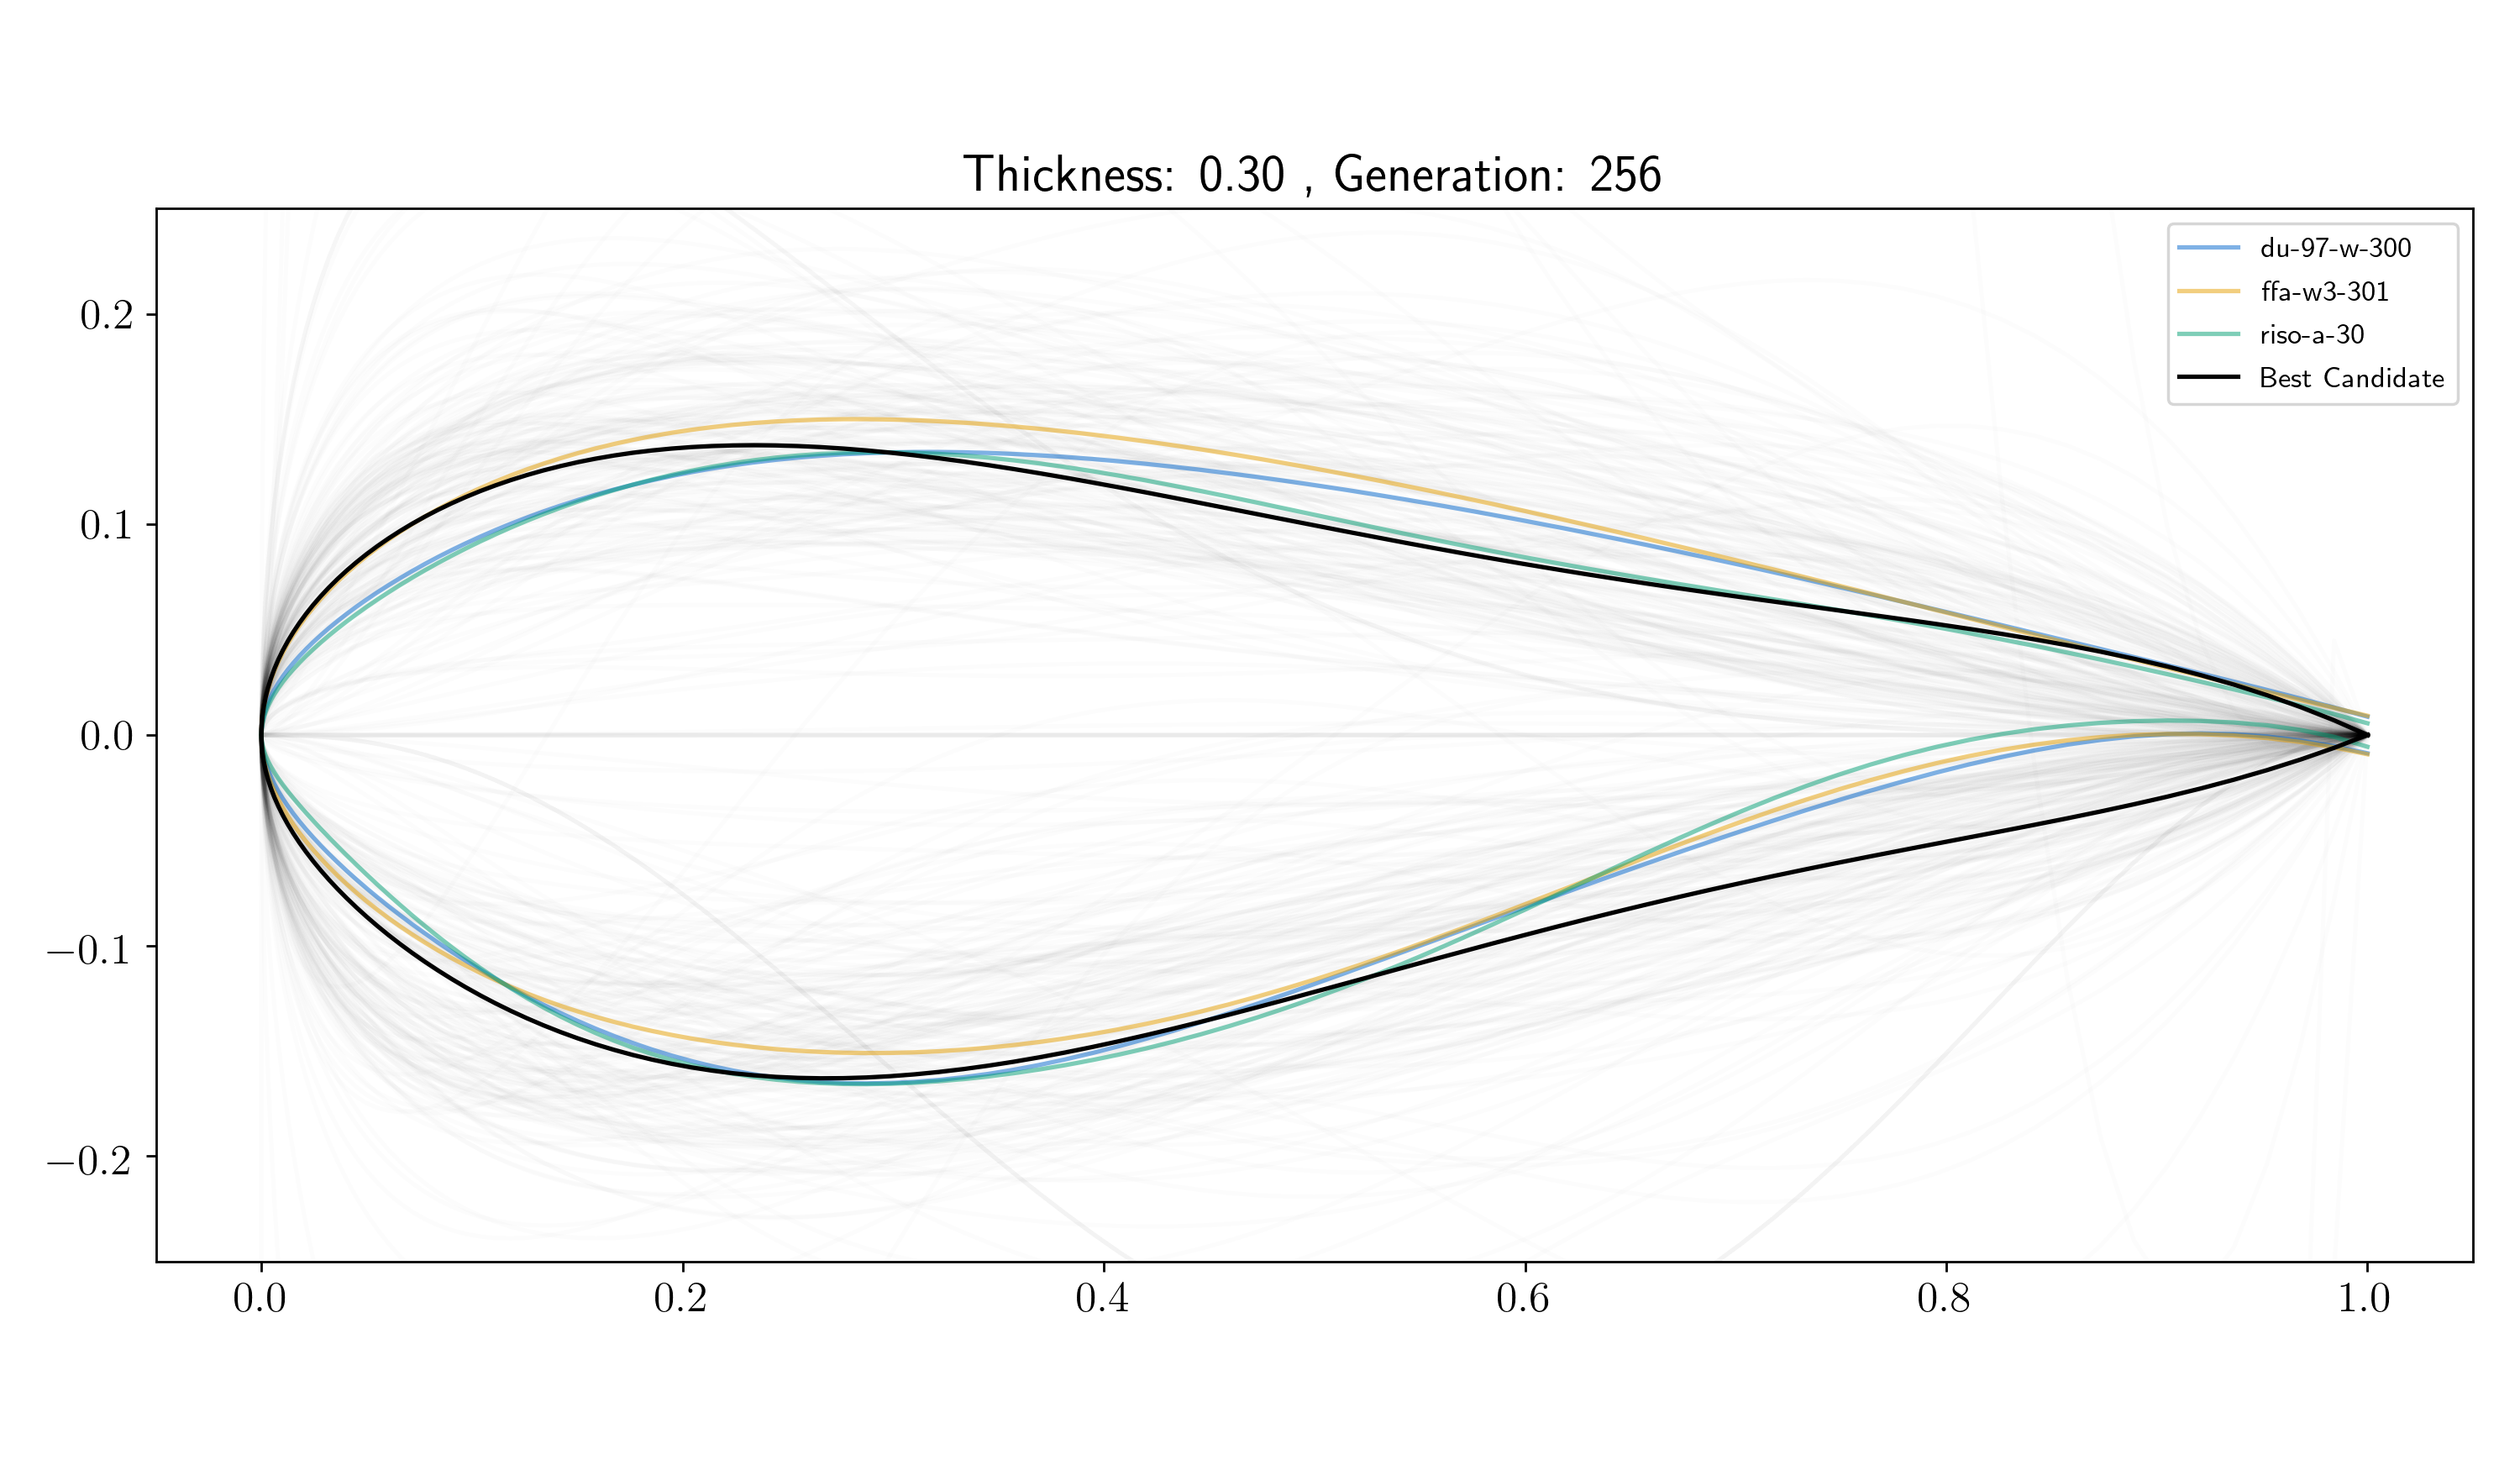 Thickness: 0.30 , Generation: 256
du-97-w-300
ffa-w3-301
riso-a-30
Best Candidate
0.2
0.1
0.0
−0.1
−0.2
0.0 0.2 0.4 0.6 0.8 1.0